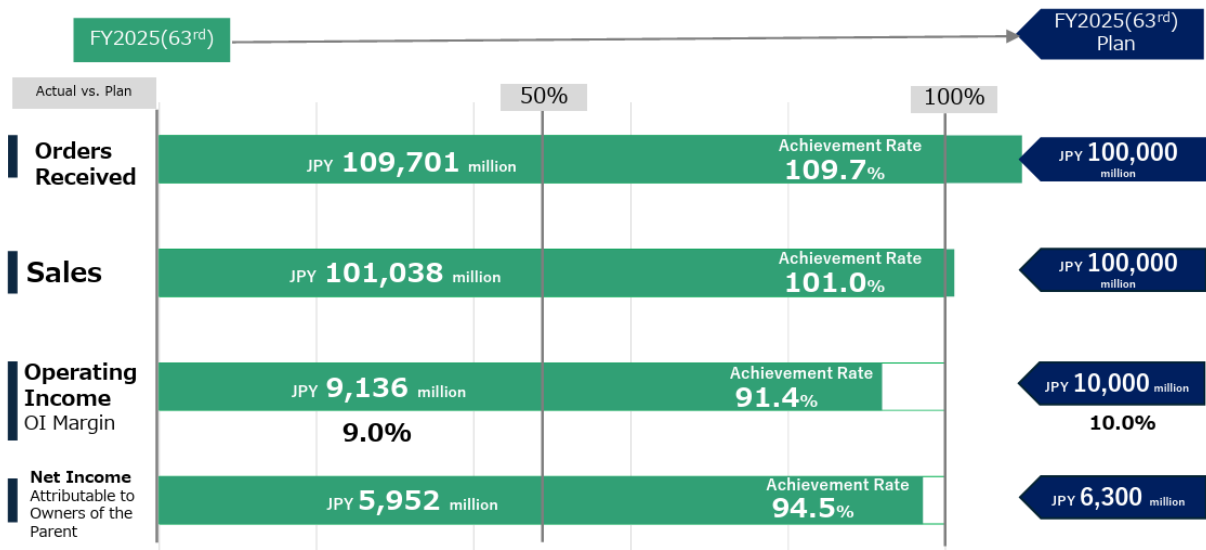 FY2025(63rd)
FY2025(63rd)
Plan
Actual vs. Plan
50%
100%
Orders
Received
JPY 109,701 million
Achievement Rate
109.7%
JPY 100,000
million
Sales
JPY 101,038 million
Achievement Rate
101.0%
JPY 100,000
million
Operating
Income
OI Margin
JPY 9,136 million
Achievement Rate
91.4%
JPY 10,000 million
9.0%
10.0%
Net Income
Attributable to
Owners of the
Parent
JPY 5,952 million
Achievement Rate
94.5%
JPY 6,300 million